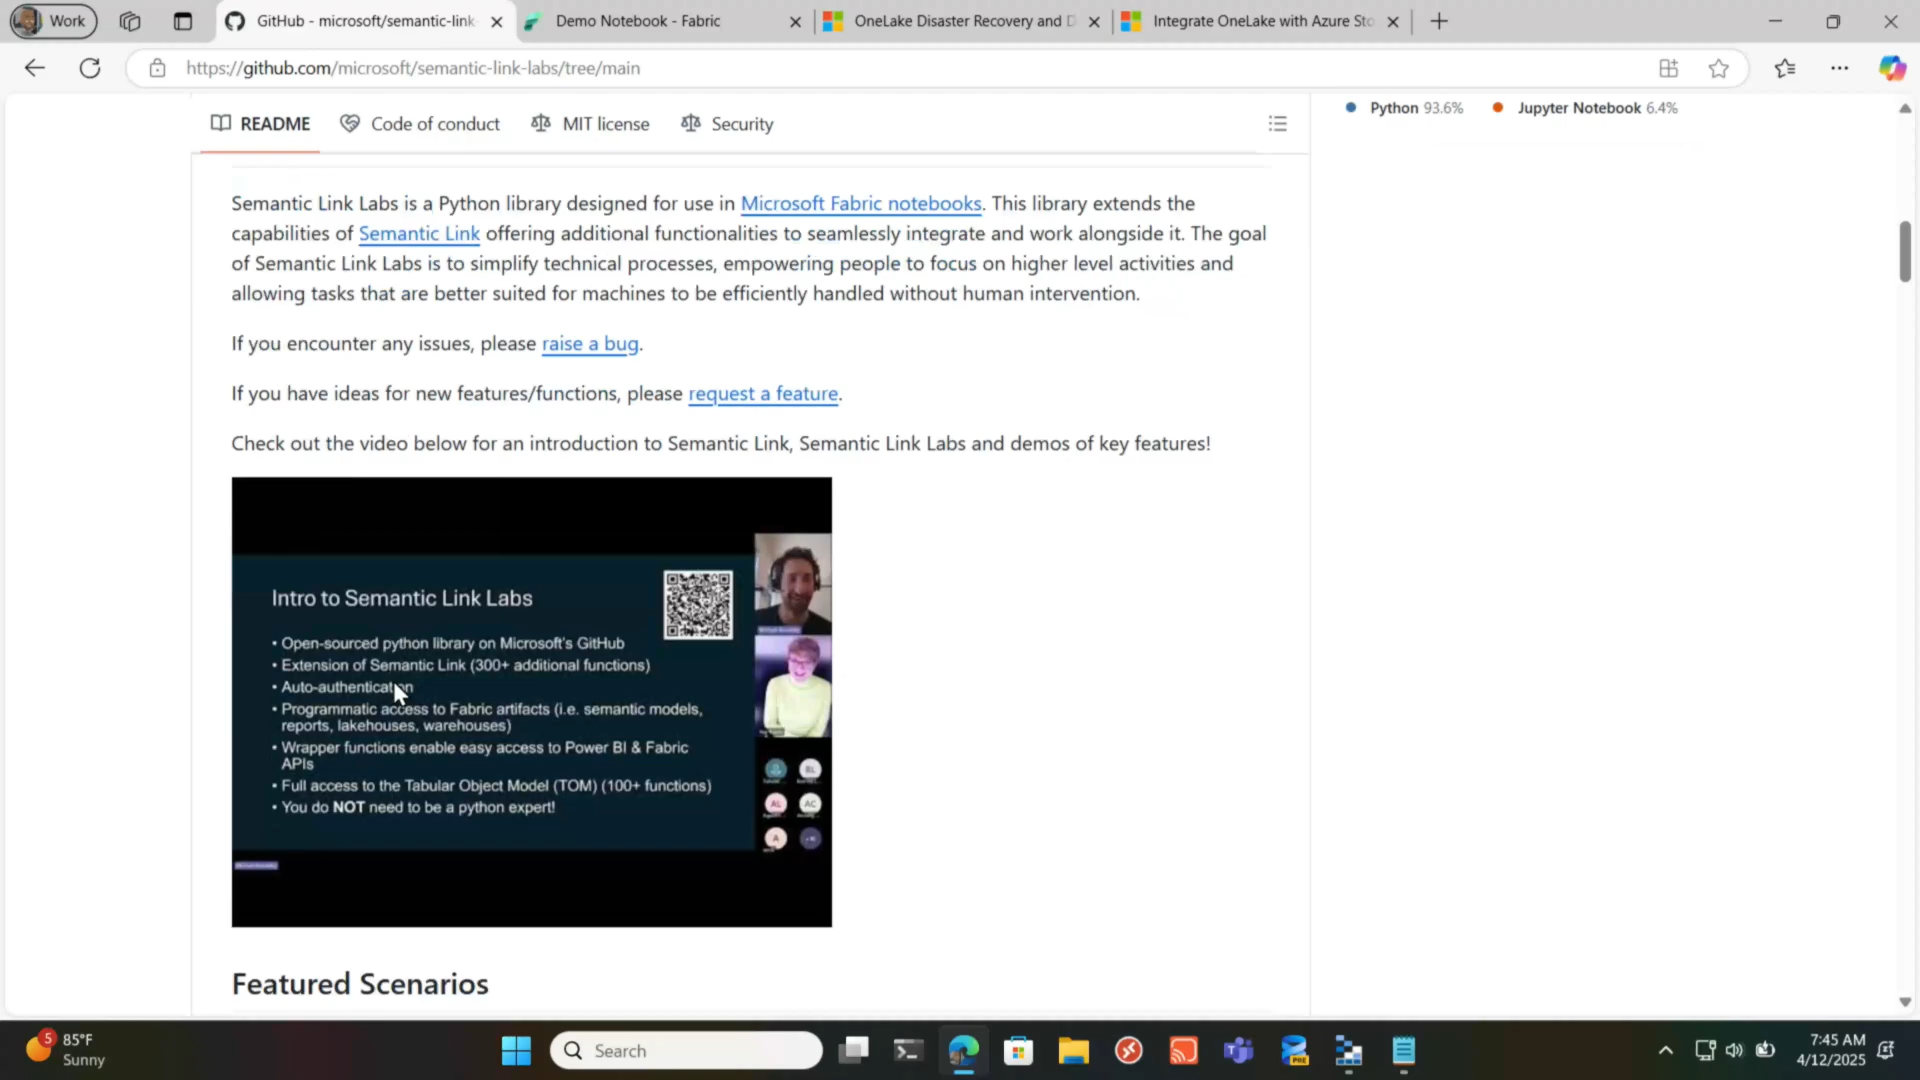 Work
GitHub - microsoft/semantic-link-
Demo Notebook - Fabric
OneLake Disaster Recovery and D
Integrate OneLake with Azure Sto
https://github.com/microsoft/semantic-link-labs/tree/main
README
Code of conduct
MIT license
Security
Python 93.6%
Jupyter Notebook 6.4%
Semantic Link Labs is a Python library designed for use in Microsoft Fabric notebooks. This library extends the
capabilities of Semantic Link offering additional functionalities to seamlessly integrate and work alongside it. The goal
of Semantic Link Labs is to simplify technical processes, empowering people to focus on higher level activities and
allowing tasks that are better suited for machines to be efficiently handled without human intervention.
If you encounter any issues, please raise a bug.
If you have ideas for new features/functions, please request a feature.
Check out the video below for an introduction to Semantic Link, Semantic Link Labs and demos of key features!
Intro to Semantic Link Labs
• Open-sourced python library on Microsoft's GitHub
• Extension of Semantic Link (300+ additional functions)
• Auto-authentication
• Programmatic access to Fabric artifacts (i.e. semantic models,
reports, lakehouses, warehouses)
• Wrapper functions enable easy access to Power BI & Fabric
APIs
• Full access to the Tabular Object Model (TOM) (100+ functions)
• You do NOT need to be a python expert!
BL
AL
AC
A
Featured Scenarios
5
85°F
Sunny
Search
PRE
7:45 AM
4/12/2025